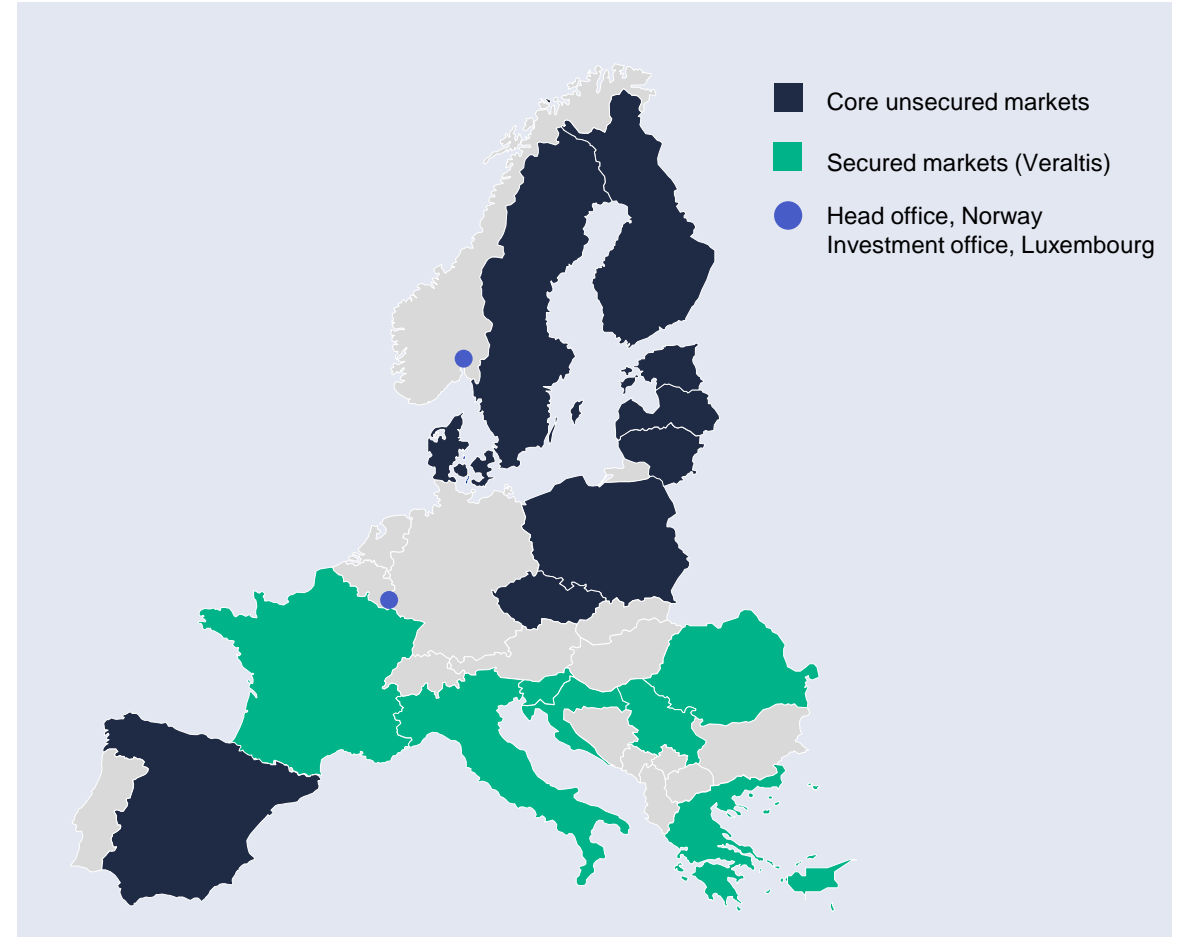 Core unsecured markets
Secured markets (Veraltis)
Head office, Norway
Investment office, Luxembourg